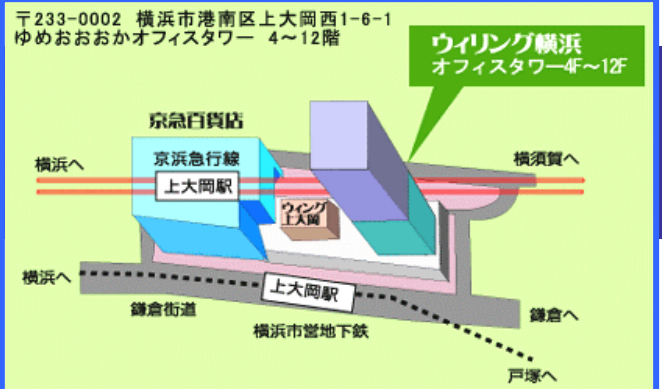 〒233-0002 横浜市港南区上大岡西1-6-1
ゆめおおおかオフィスタワー 4～12階
ウィリング横浜
オフィスタワー4F～12F
京急百貨店
横浜へ
京浜急行線
横須賀へ
上大岡駅
ウィング
上大岡
横浜へ
上大岡駅
鎌倉街道
横浜市営地下鉄
鎌倉へ
戸塚へ